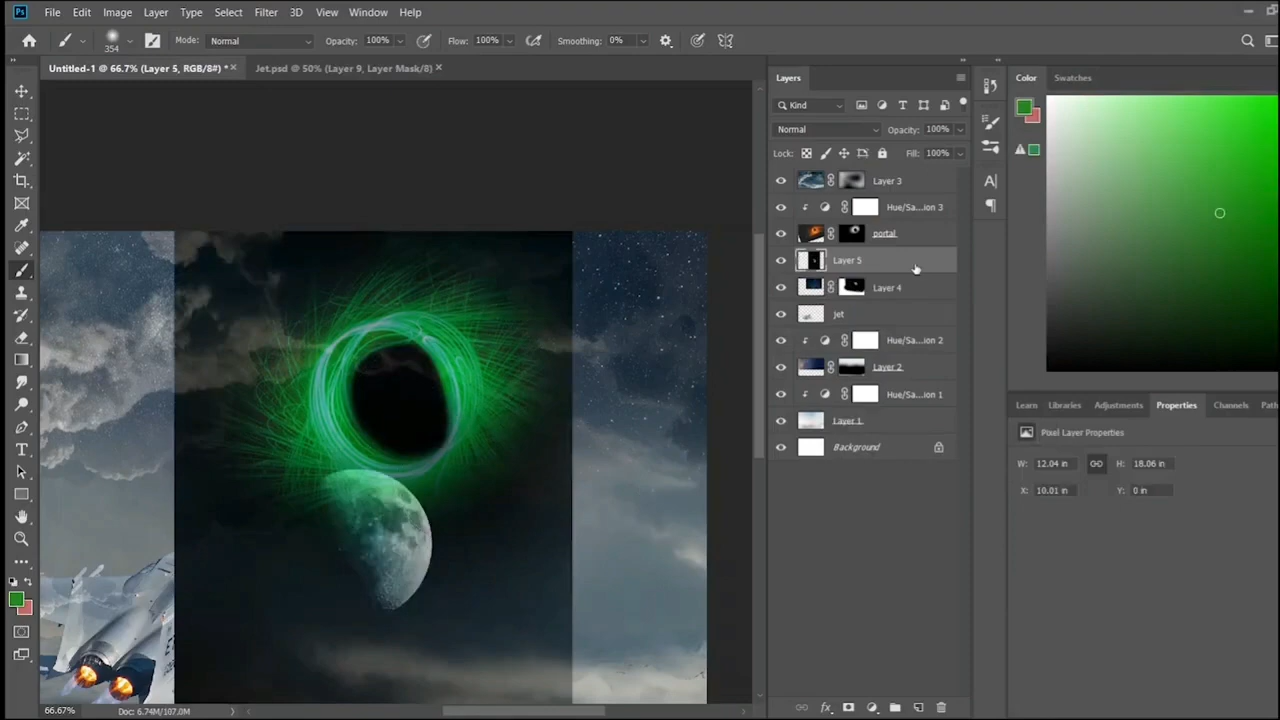 Ps File Edit Image Layer Type Select Filter 3D View Window Help
354 Mode: Normal Opacity: 100% Flow: 100% Smoothing: 0%
Untitled-1 @ 66.7% (Layer 5, RGB/8#) * × Jet.psd @ 50% (Layer 9, Layer Mask/8) ×
Layers
Kind
Normal Opacity: 100%
Lock: Fill: 100%
Layer 3
Hue/Sa...ion 3
portal
Layer 5
Layer 4
jet
Hue/Sa...ion 2
Layer 2
Hue/Sa...ion 1
Layer 1
Background
Color Swatches
Learn Libraries Adjustments Properties Channels Path
Pixel Layer Properties
W: 12.04 in H: 18.06 in
X: 10.01 in Y: 0 in
66.67% Doc: 6.74M/107.0M